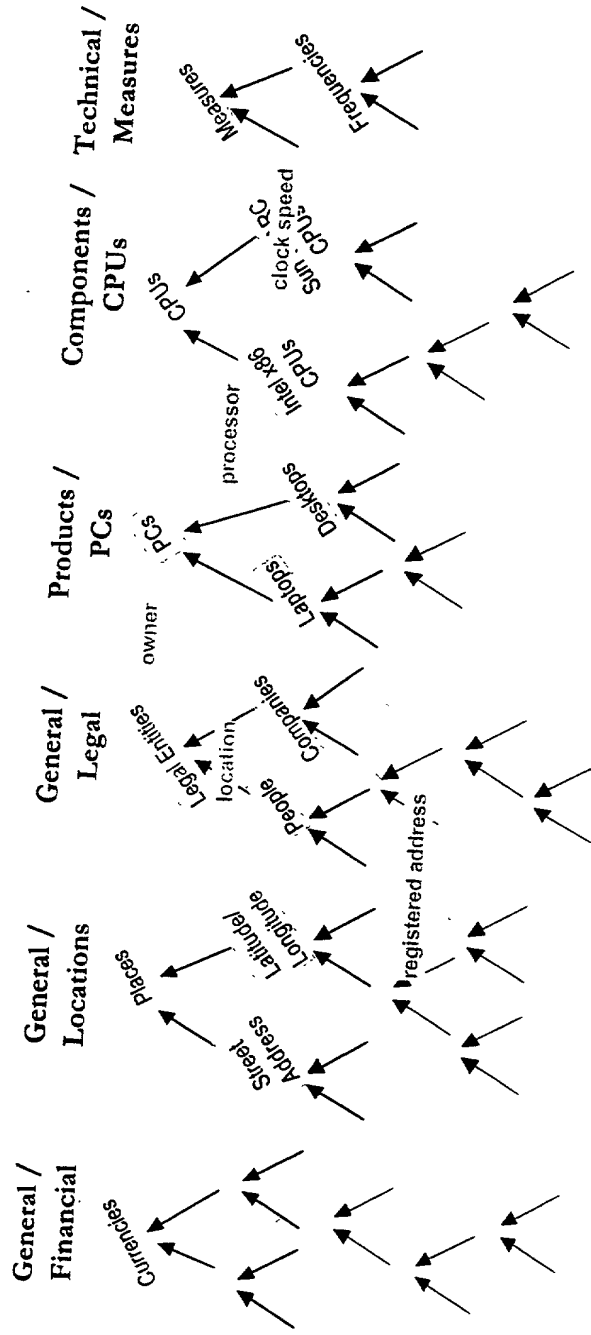 General /
Financial
General /
Locations
General /
Legal
Products /
PCs
Components /
CPUs
Technical /
Measures
Currencies
Places
Street
Address
Latitude/
Longitude
registered address
Legal Entities
location
People
Companies
owner
PCs
Laptops
Desktops
processor
CPUs
Intel x86
CPUs
Sun RC
CPUs
clock speed
Measures
Frequencies